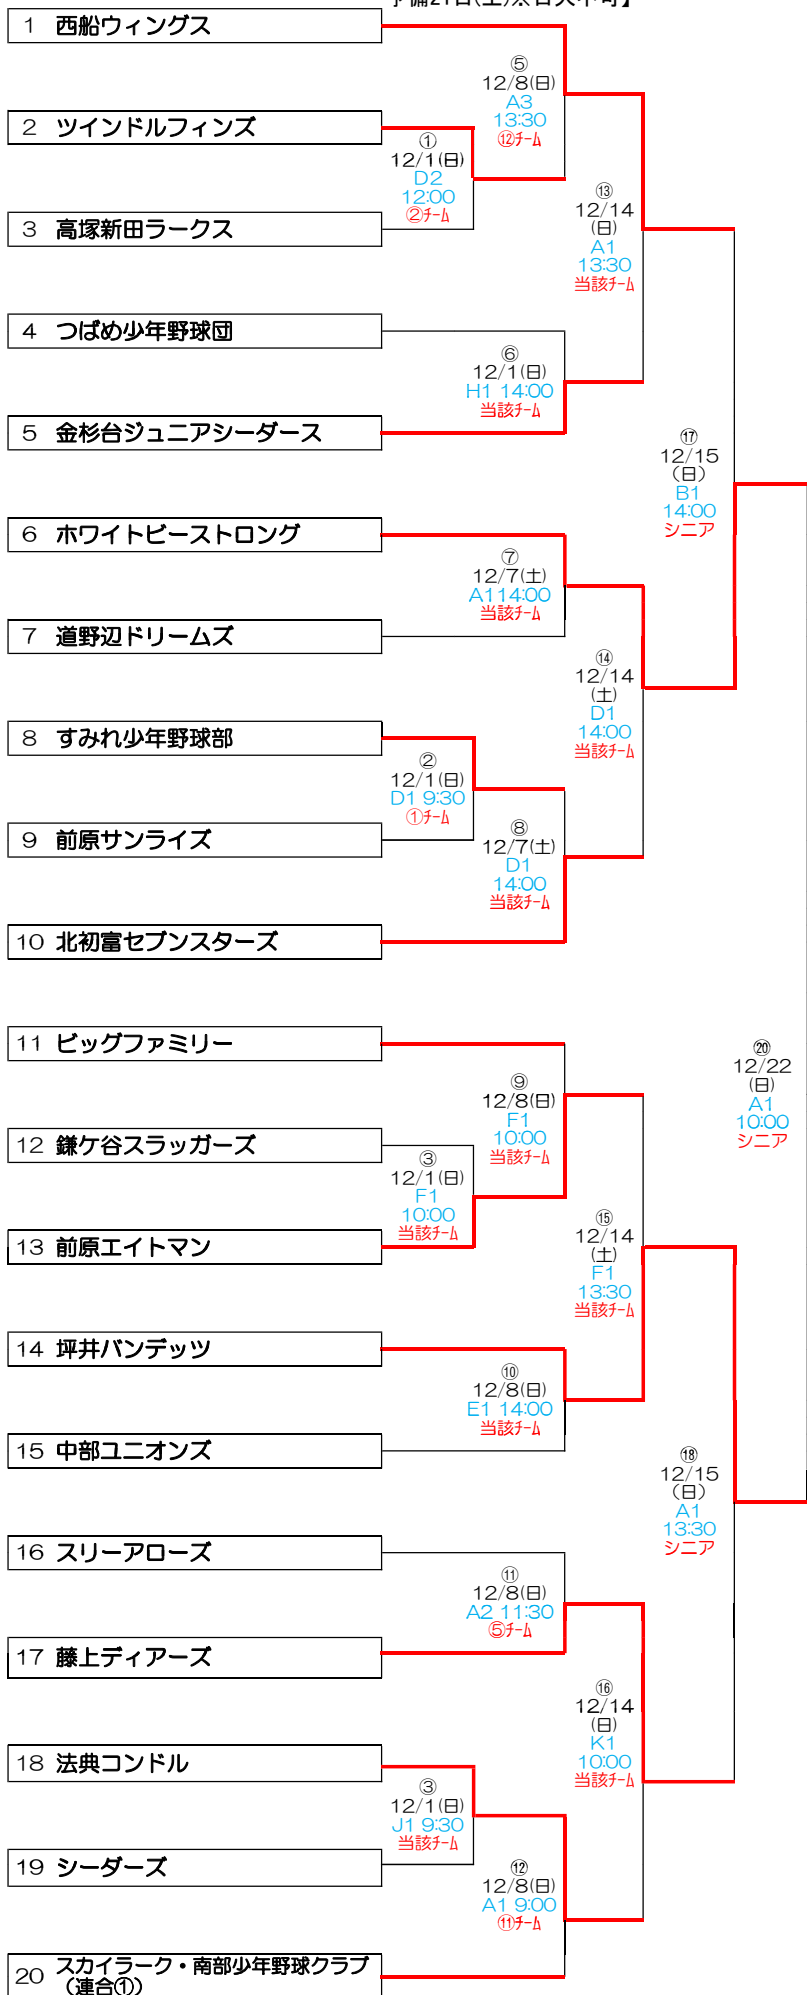 1 西船ウィングス
⑤
12/8(日)
A3
13:30
⑫ﾁｰﾑ
2 ツインドルフィンズ
①
12/1(日)
D2
12:00
②ﾁｰﾑ
3 高塚新田ラークス
⑬
12/14
(日)
A1
13:30
当該ﾁｰﾑ
4 つばめ少年野球団
⑥
12/1(日)
H1 14:00
当該ﾁｰﾑ
5 金杉台ジュニアシーダース
⑰
12/15
(日)
B1
14:00
シニア
6 ホワイトビーストロング
⑦
12/7(土)
A114:00
当該ﾁｰﾑ
7 道野辺ドリームズ
⑭
12/14
(土)
D1
14:00
当該ﾁｰﾑ
8 すみれ少年野球部
②
12/1(日)
D1 9:30
①ﾁｰﾑ
9 前原サンライズ
⑧
12/7(土)
D1
14:00
当該ﾁｰﾑ
10 北初富セブンスターズ
11 ビッグファミリー
⑳
12/22
(日)
A1
10:00
シニア
⑨
12/8(日)
F1
10:00
当該ﾁｰﾑ
12 鎌ケ谷スラッガーズ
③
12/1(日)
F1
10:00
当該ﾁｰﾑ
13 前原エイトマン
⑮
12/14
(土)
F1
13:30
当該ﾁｰﾑ
14 坪井バンデッツ
⑩
12/8(日)
E1 14:00
当該ﾁｰﾑ
15 中部ユニオンズ
⑱
12/15
(日)
A1
13:30
シニア
16 スリーアローズ
⑪
12/8(日)
A2 11:30
⑤ﾁｰﾑ
17 藤上ディアーズ
⑯
12/14
(日)
K1
10:00
当該ﾁｰﾑ
18 法典コンドル
③
12/1(日)
J1 9:30
当該ﾁｰﾑ
19 シーダーズ
⑫
12/8(日)
A1 9:00
⑪ﾁｰﾑ
20 スカイラーク・南部少年野球クラブ
(連合①)